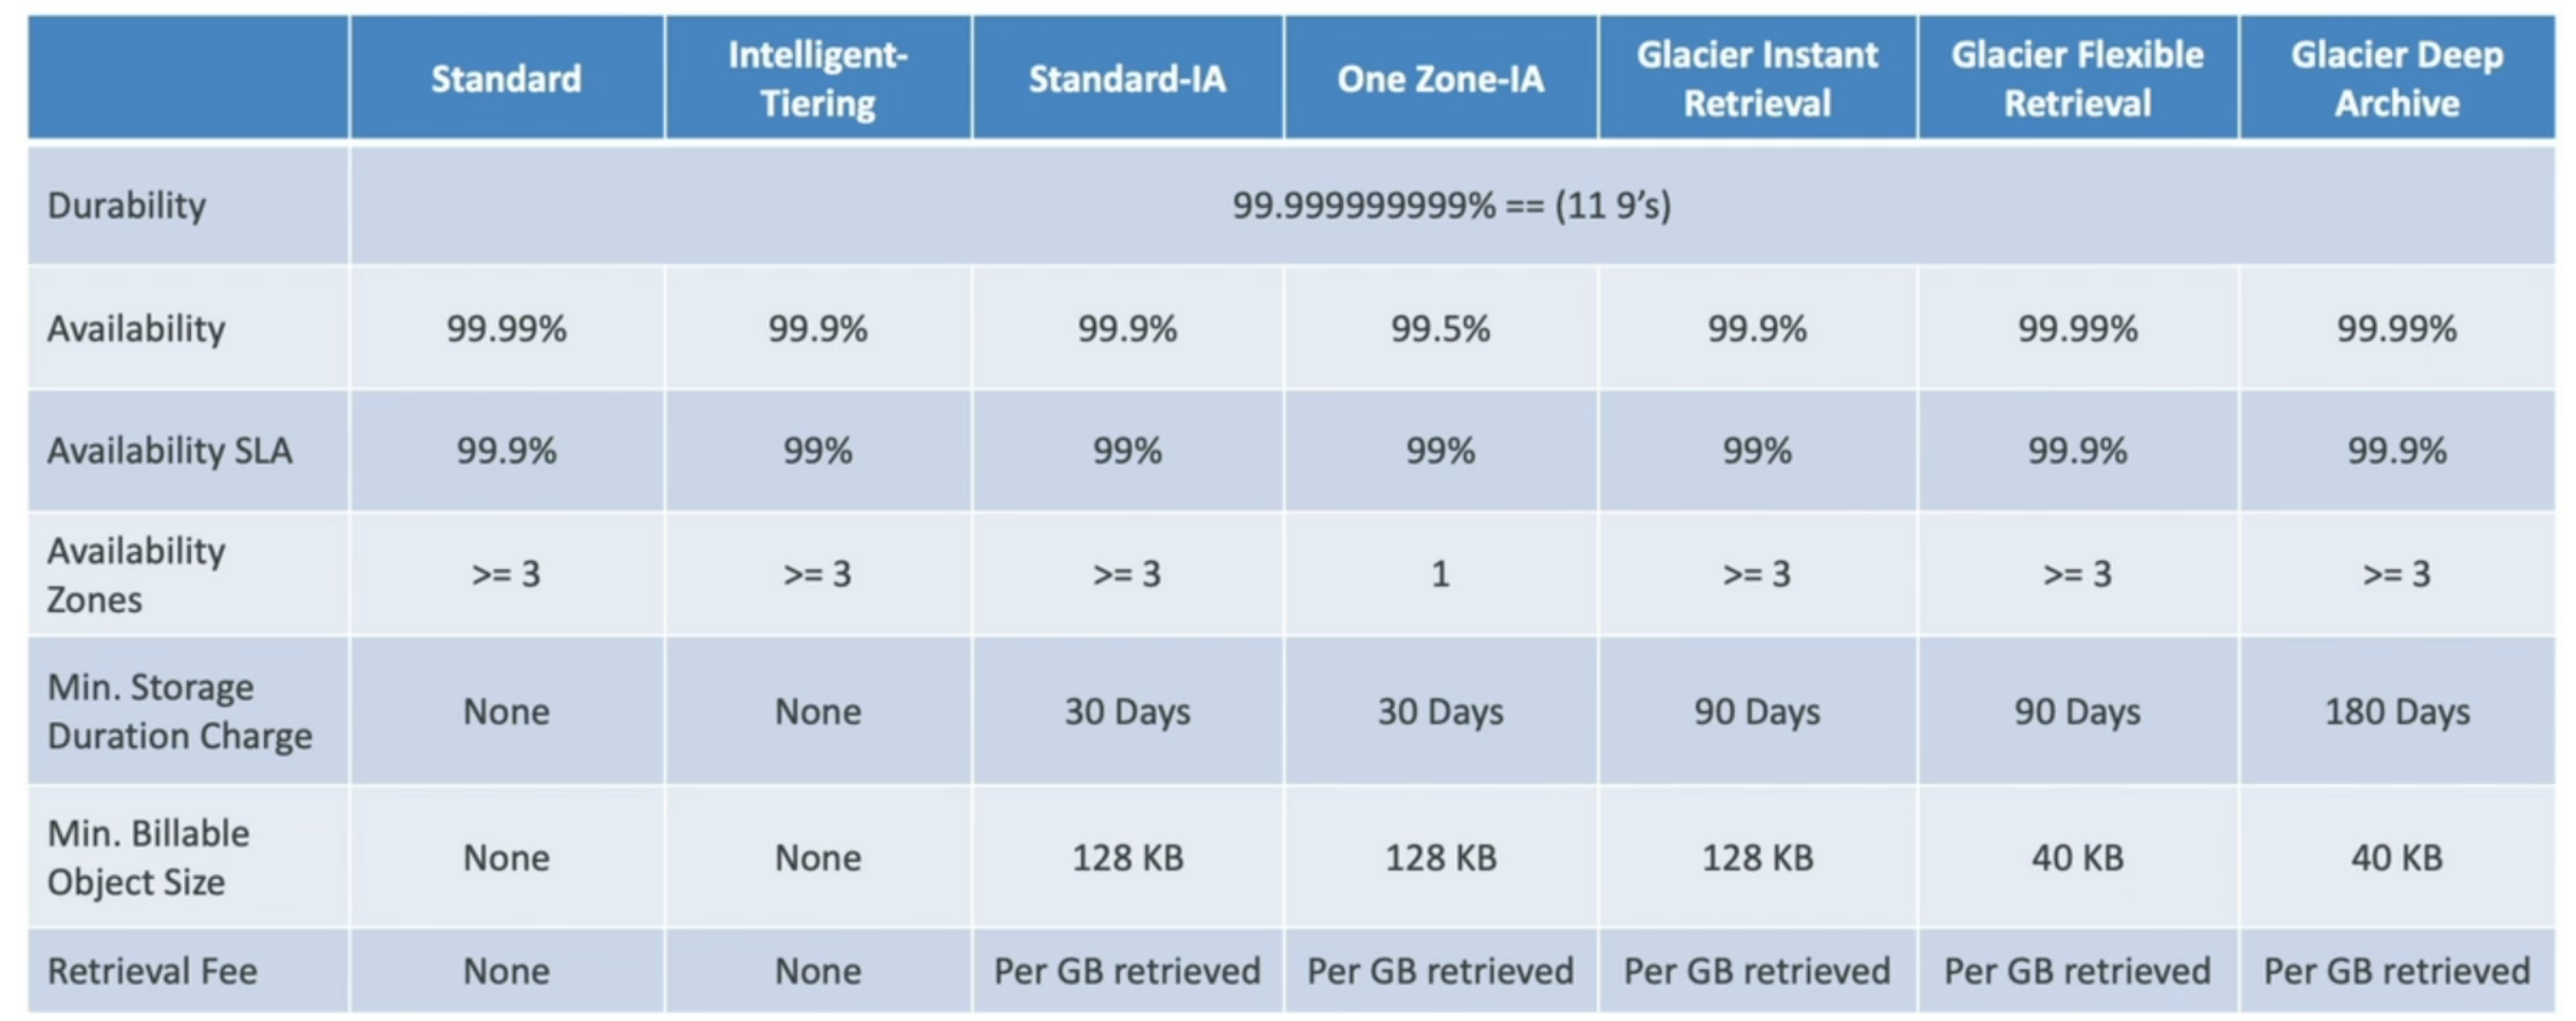 Standard
Intelligent-
Tiering
Standard-IA
One Zone-IA
Glacier Instant
Retrieval
Glacier Flexible
Retrieval
Glacier Deep
Archive
Durability
99.999999999% == (11 9's)
Availability
99.99%
99.9%
99.9%
99.5%
99.9%
99.99%
99.99%
Availability SLA
99.9%
99%
99%
99%
99%
99.9%
99.9%
Availability
Zones
>= 3
>= 3
>= 3
1
>= 3
>= 3
>= 3
Min. Storage
Duration Charge
None
None
30 Days
30 Days
90 Days
90 Days
180 Days
Min. Billable
Object Size
None
None
128 KB
128 KB
128 KB
40 KB
40 KB
Retrieval Fee
None
None
Per GB retrieved
Per GB retrieved
Per GB retrieved
Per GB retrieved
Per GB retrieved